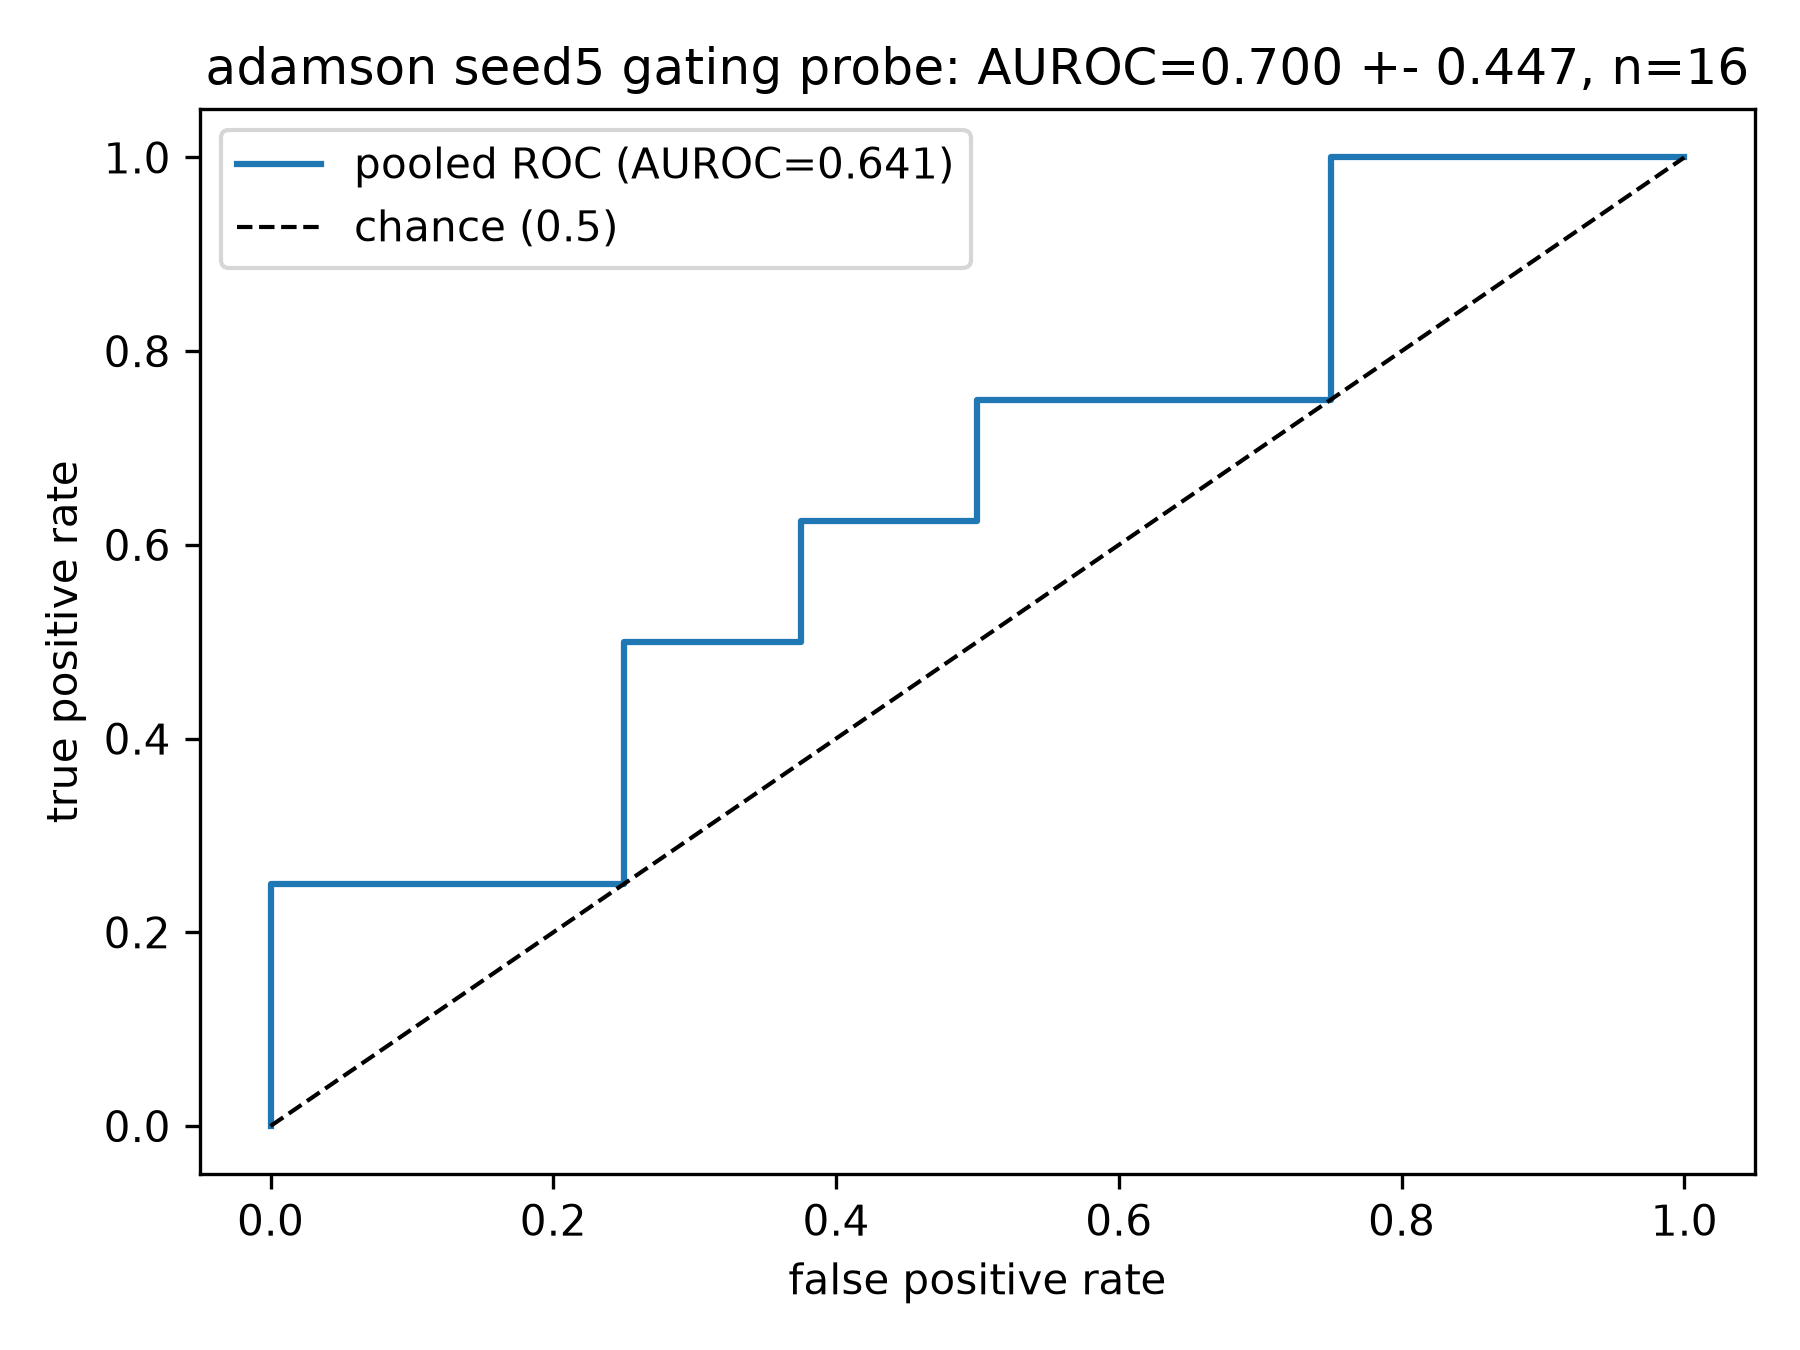 adamson seed5 gating probe: AUROC=0.700 +- 0.447, n=16
pooled ROC (AUROC=0.641)
chance (0.5)
1.0
0.8
0.6
0.4
0.2
0.0
true positive rate
0.0 0.2 0.4 0.6 0.8 1.0
false positive rate